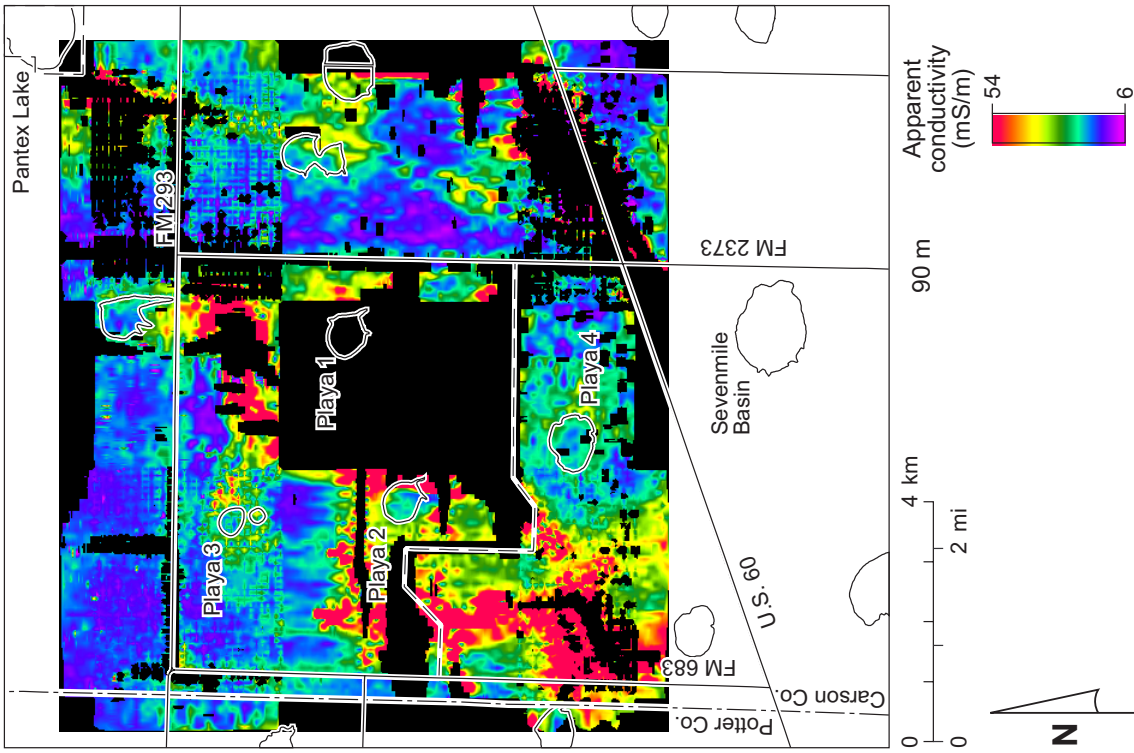 Pantex Lake
FM 293
Playa 3
Playa 1
Playa 2
Playa 4
FM 2373
FM 683
U.S. 60
Sevenmile
Basin
Potter Co.
Carson Co.
90 m
Apparent
conductivity
(mS/m)
54
6
0 4 km
0 2 mi
N